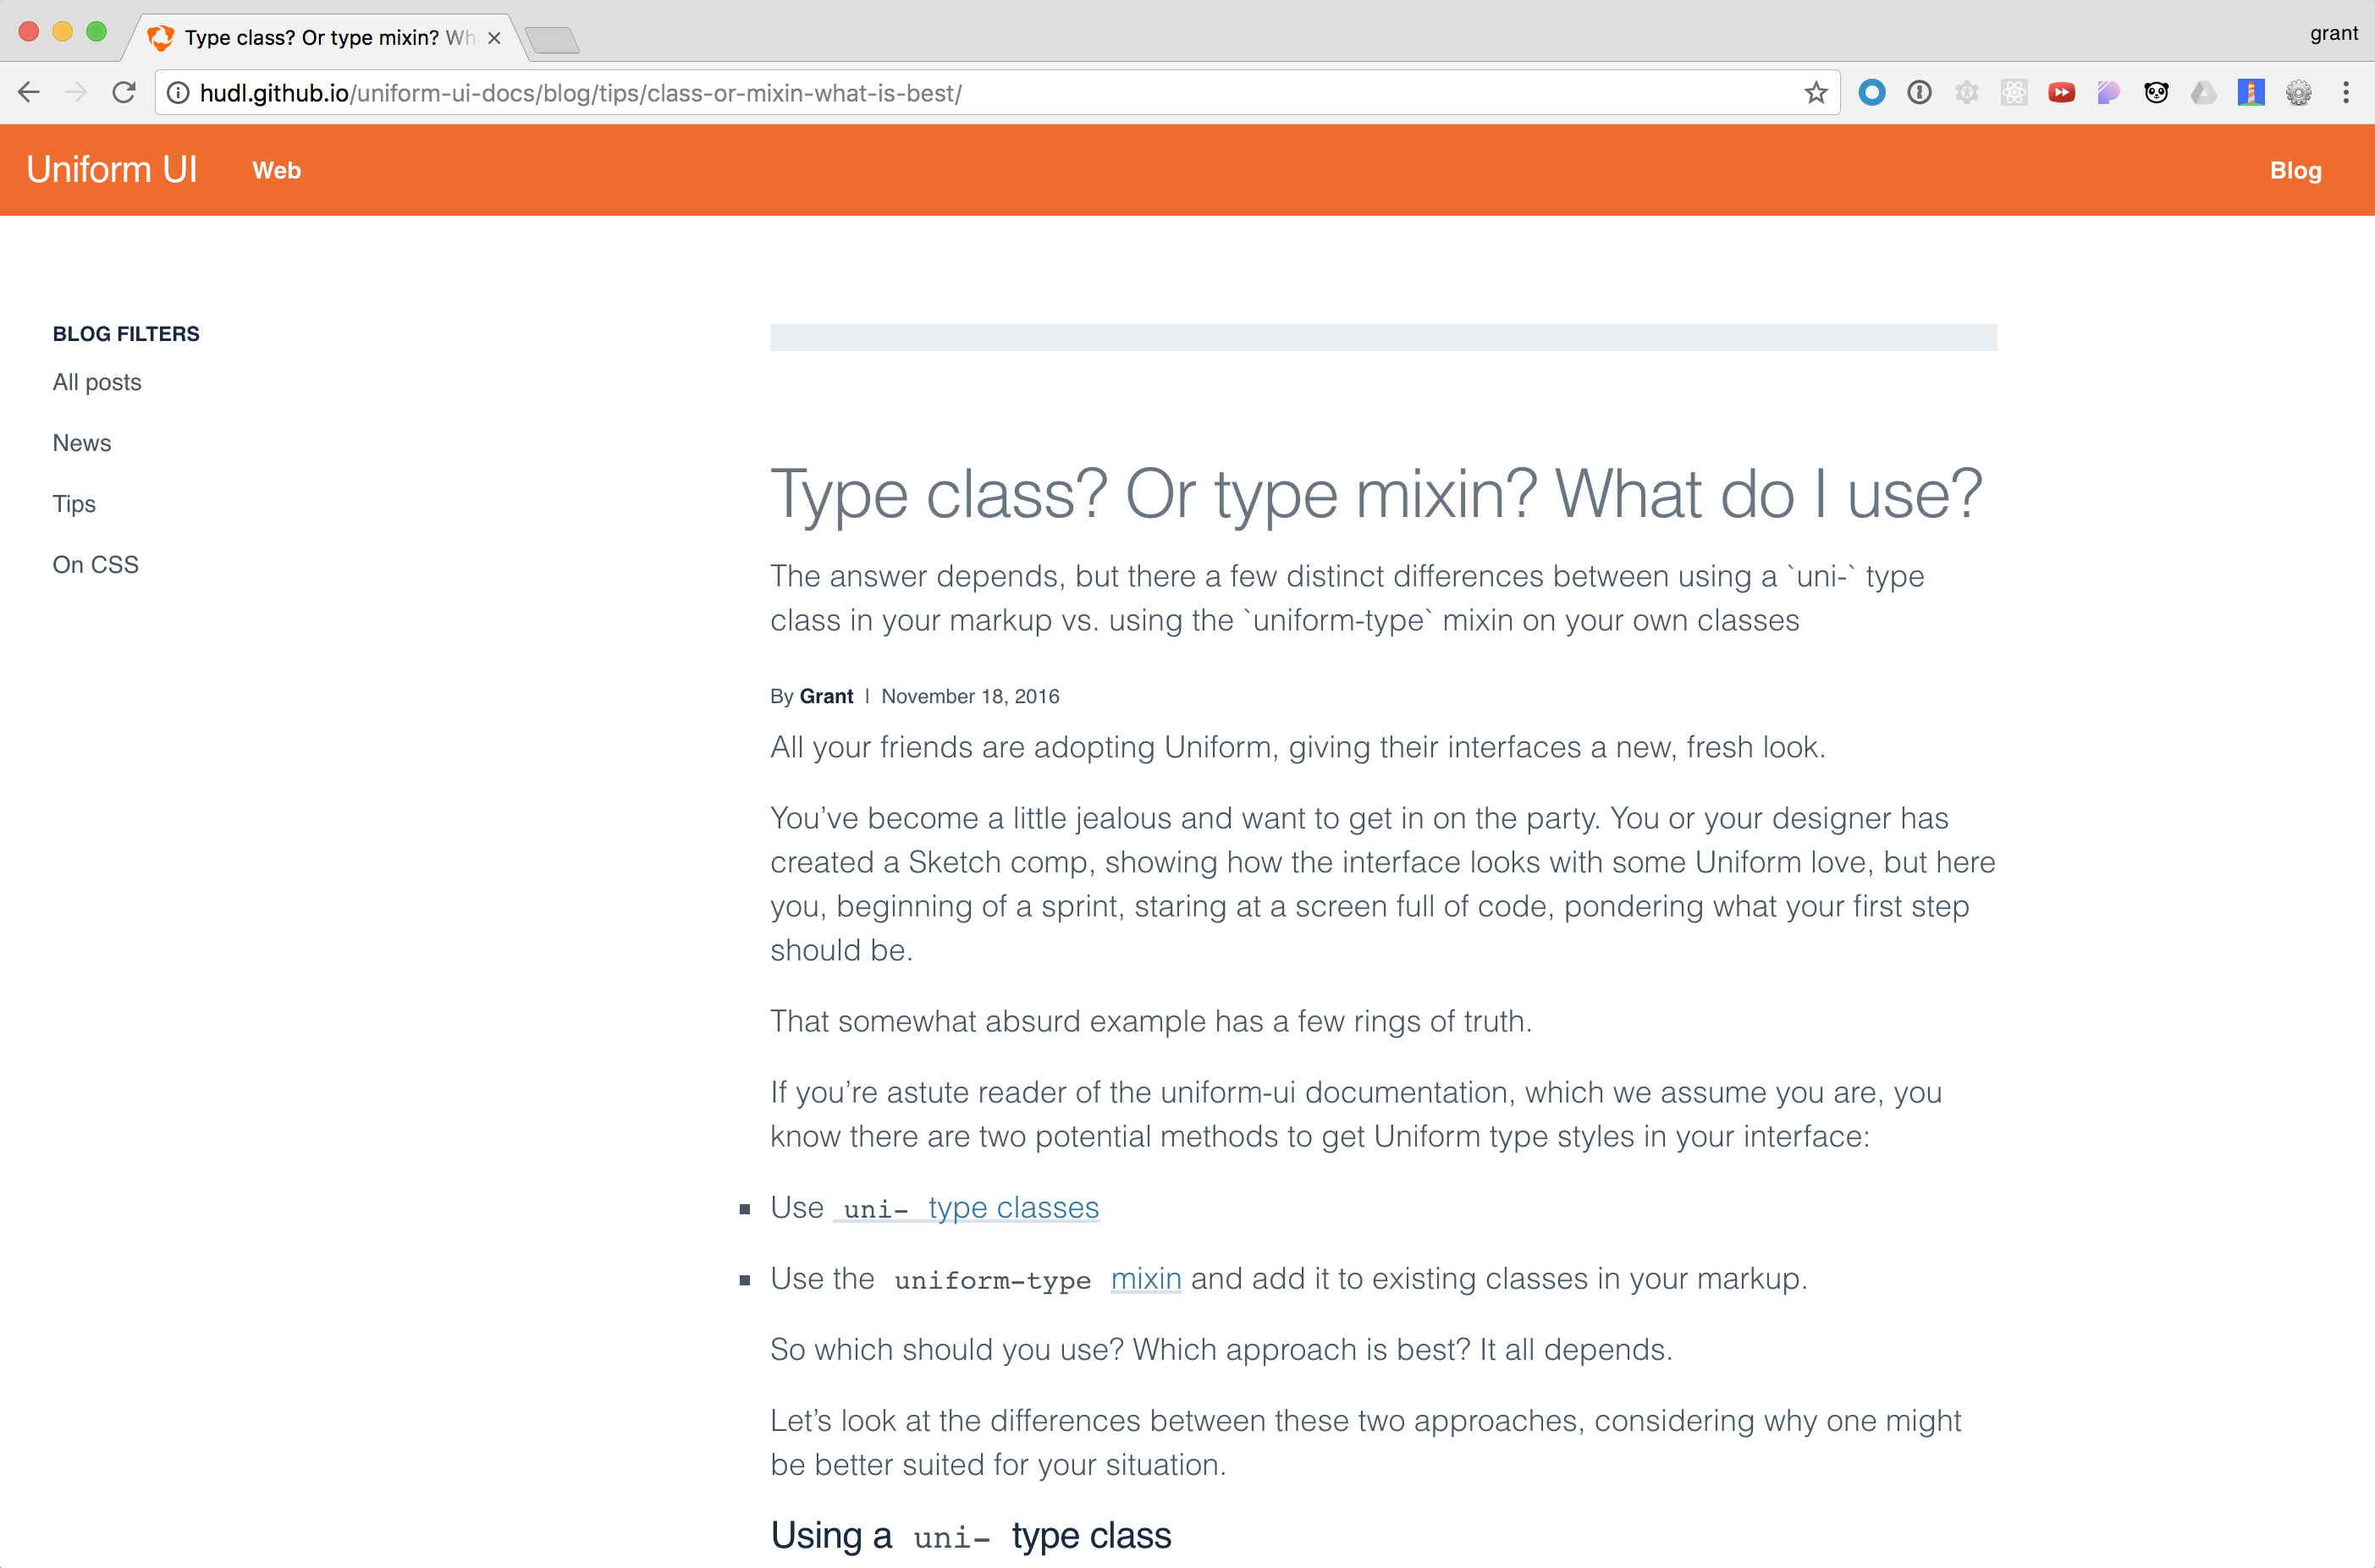 Type class? Or type mixin? Wh
grant
hudl.github.io/uniform-ui-docs/blog/tips/class-or-mixin-what-is-best/
Uniform UI Web Blog
BLOG FILTERS
All posts
News
Tips
On CSS
Type class? Or type mixin? What do I use?
The answer depends, but there a few distinct differences between using a `uni-` type
class in your markup vs. using the `uniform-type` mixin on your own classes
By Grant | November 18, 2016
All your friends are adopting Uniform, giving their interfaces a new, fresh look.
You’ve become a little jealous and want to get in on the party. You or your designer has
created a Sketch comp, showing how the interface looks with some Uniform love, but here
you, beginning of a sprint, staring at a screen full of code, pondering what your first step
should be.
That somewhat absurd example has a few rings of truth.
If you’re astute reader of the uniform-ui documentation, which we assume you are, you
know there are two potential methods to get Uniform type styles in your interface:
Use uni- type classes
Use the uniform-type mixin and add it to existing classes in your markup.
So which should you use? Which approach is best? It all depends.
Let’s look at the differences between these two approaches, considering why one might
be better suited for your situation.
Using a uni- type class